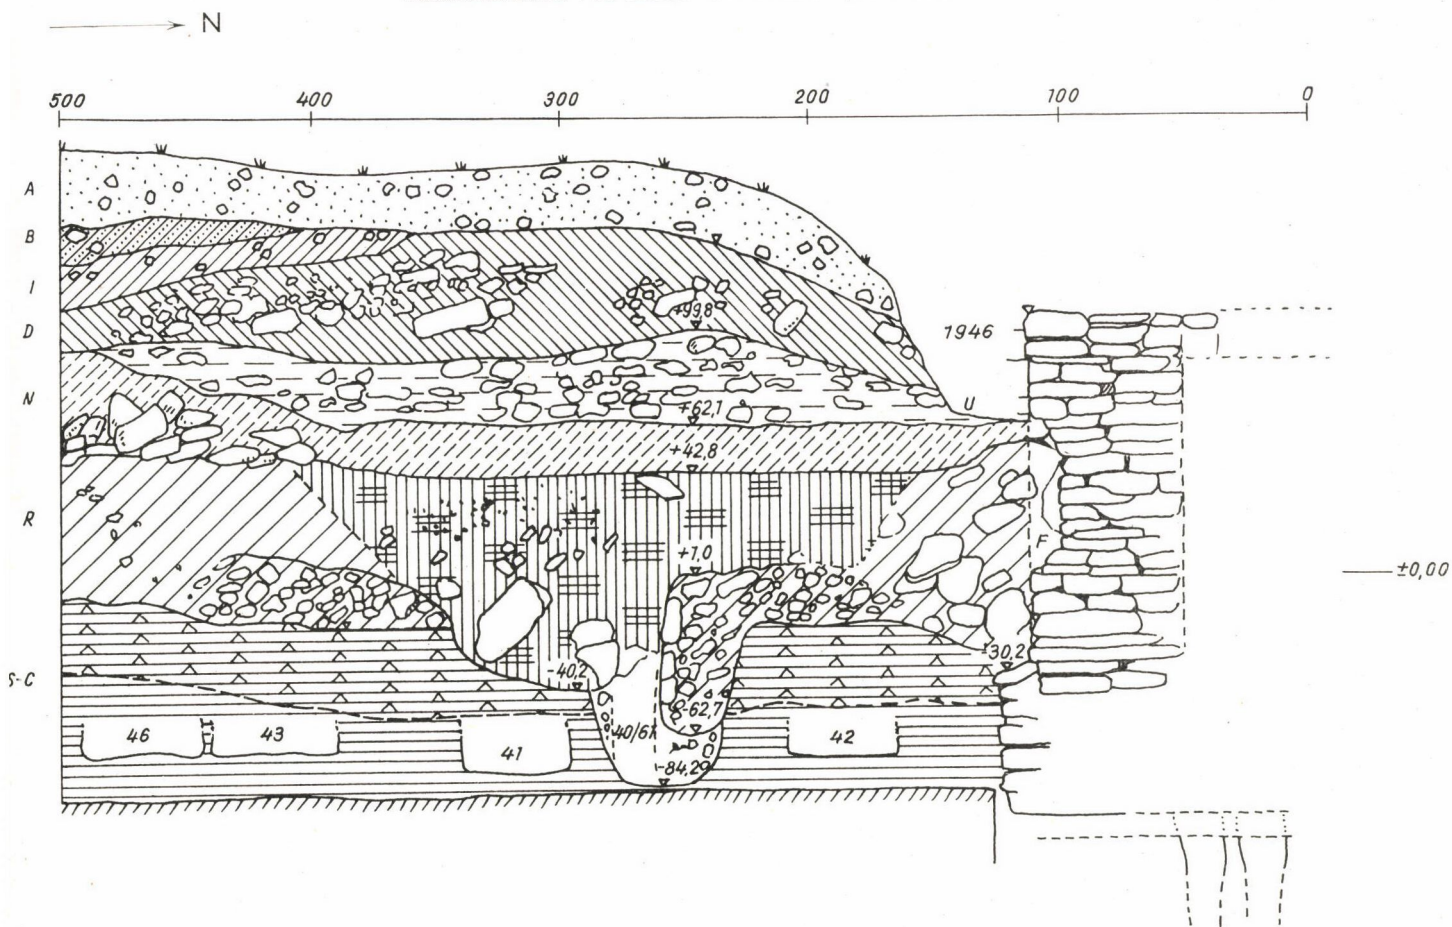 N
500 400 300 200 100 0
A
B
I
D
+99,8
1946
N
U
+62,1
+42,8
R
F
+1,0
±0,00
-30,2
S-C
-40,2
-62,7
46 43 41 40/61 42
-84,29